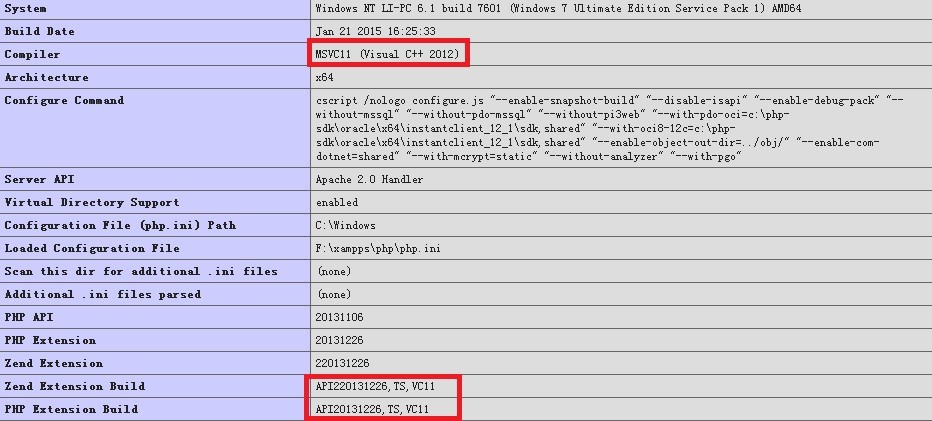 System Windows NT LI-PC 6.1 build 7601 (Windows 7 Ultimate Edition Service Pack 1) AMD64
Build Date Jan 21 2015 16:25:33
Compiler MSVC11 (Visual C++ 2012)
Architecture x64
Configure Command cscript /nologo configure.js "--enable-snapshot-build" "--disable-isapi" "--enable-debug-pack" "--
without-mssql" "--without-pdo-mssql" "--without-pi3web" "--with-pdo-oci=c:\php-
sdk\oracle\x64\instantclient_12_1\sdk,shared" "--with-oci8-12c=c:\php-
sdk\oracle\x64\instantclient_12_1\sdk,shared" "--enable-object-out-dir=../obj/" "--enable-com-
dotnet=shared" "--with-mcrypt=static" "--without-analyzer" "--with-pgo"
Server API Apache 2.0 Handler
Virtual Directory Support enabled
Configuration File (php.ini) Path C:\Windows
Loaded Configuration File F:\xampps\php\php.ini
Scan this dir for additional .ini files (none)
Additional .ini files parsed (none)
PHP API 20131106
PHP Extension 20131226
Zend Extension 220131226
Zend Extension Build API220131226,TS,VC11
PHP Extension Build API20131226,TS,VC11